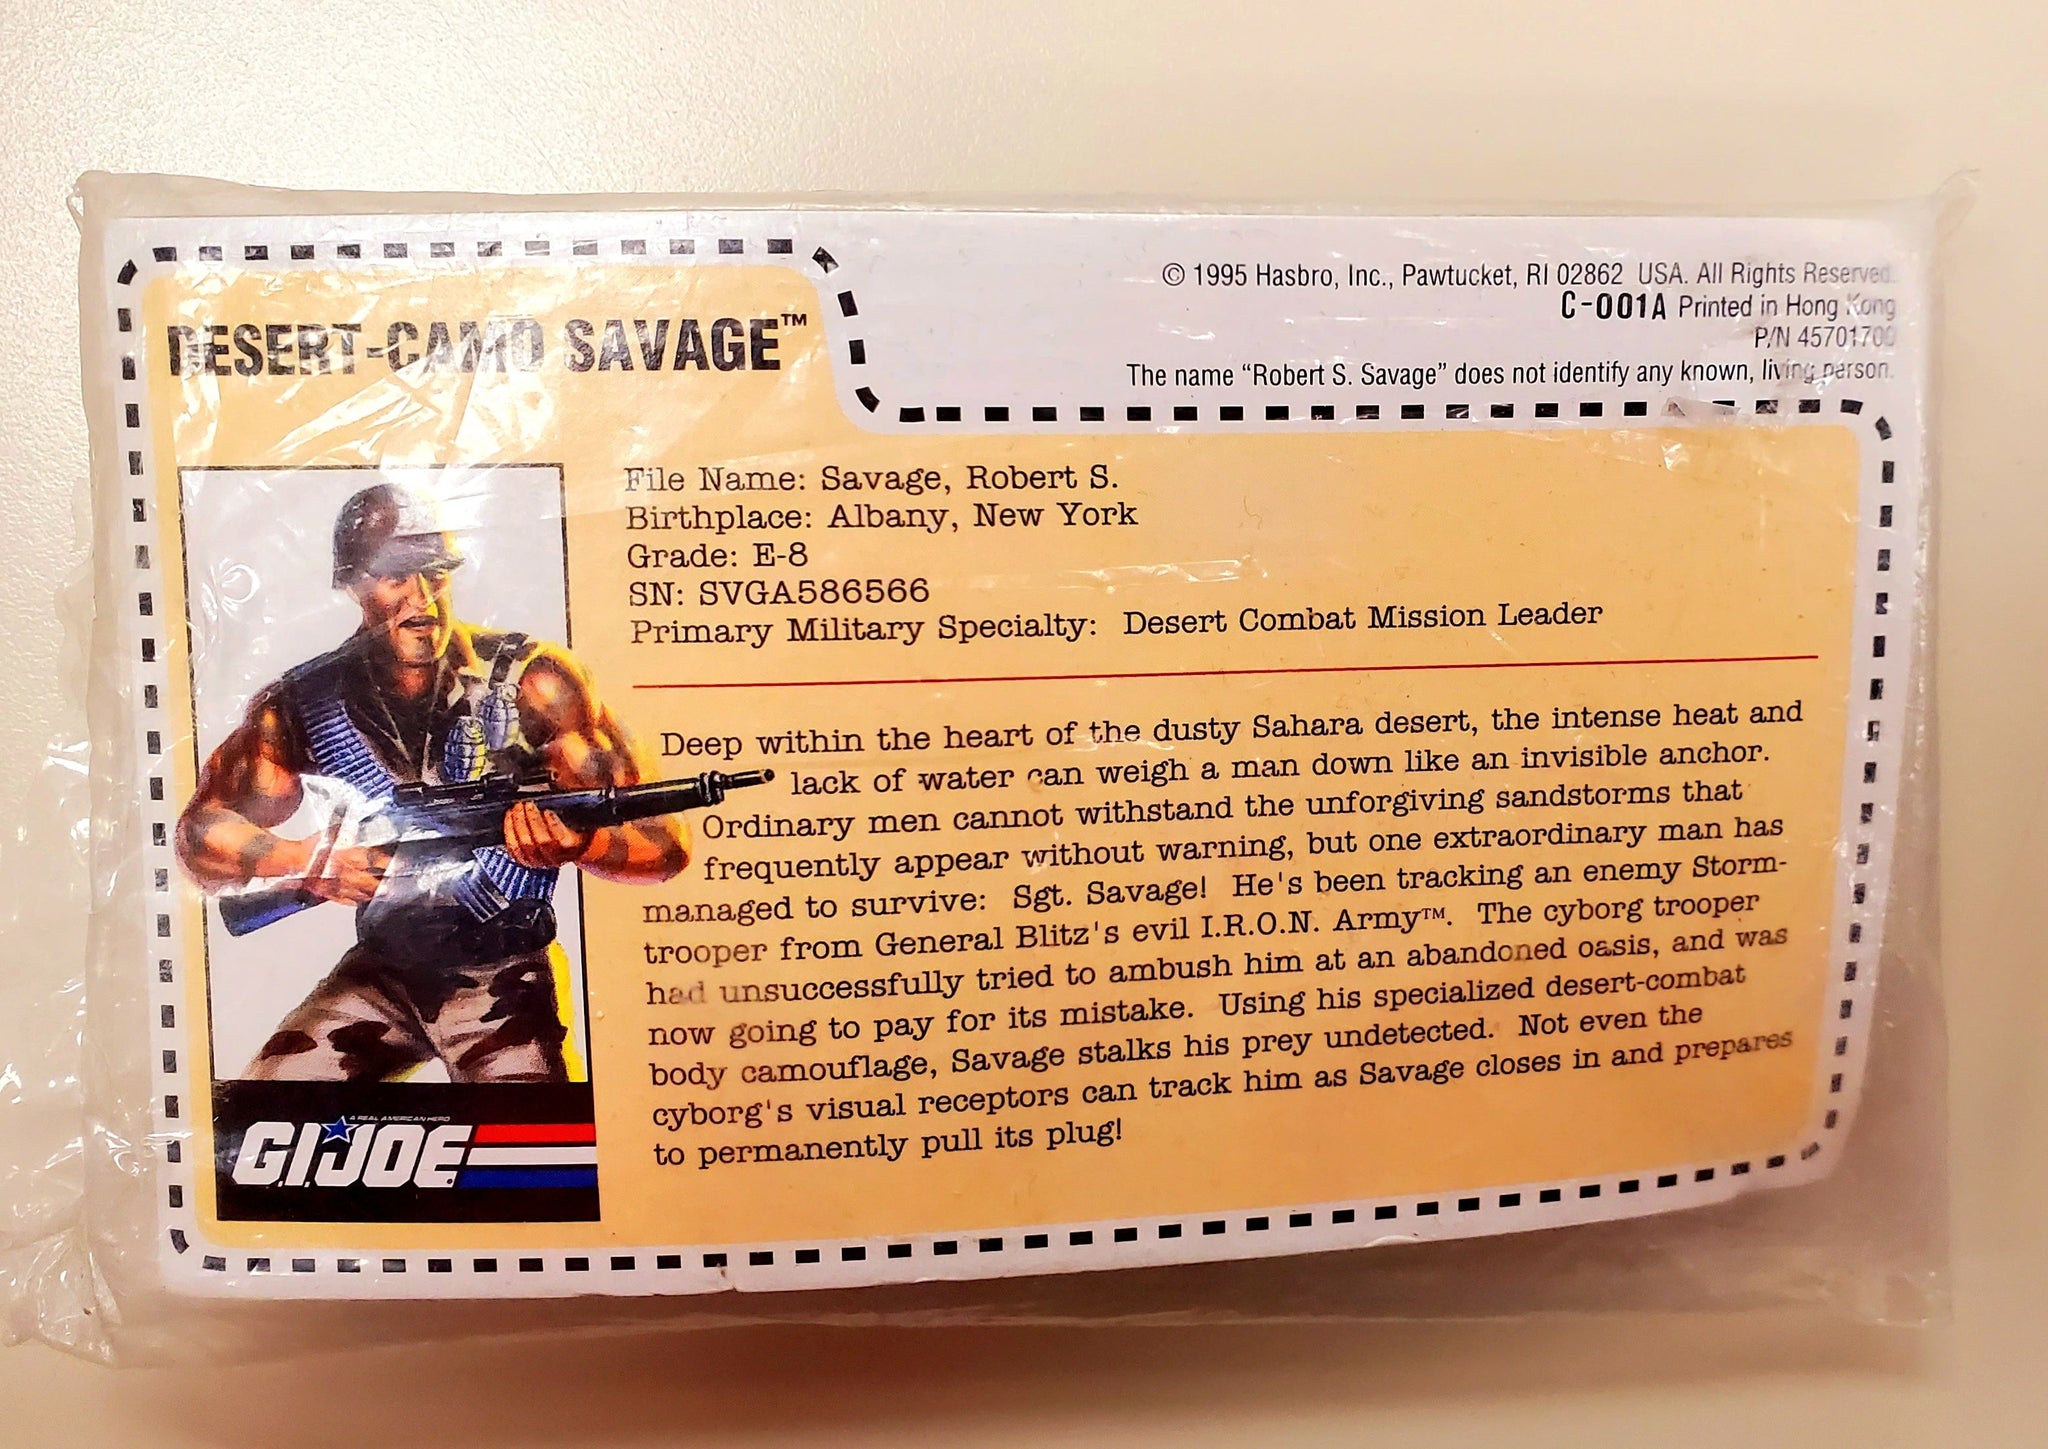 © 1995 Hasbro, Inc., Pawtucket, RI 02862 USA. All Rights Reserved.
C-001A Printed in Hong Kong
P/N 45701700
The name “Robert S. Savage” does not identify any known, living person.
DESERT-CAMO SAVAGE™
File Name: Savage, Robert S.
Birthplace: Albany, New York
Grade: E-8
SN: SVGA586566
Primary Military Specialty: Desert Combat Mission Leader
Deep within the heart of the dusty Sahara desert, the intense heat and
lack of water can weigh a man down like an invisible anchor.
Ordinary men cannot withstand the unforgiving sandstorms that
frequently appear without warning, but one extraordinary man has
managed to survive: Sgt. Savage! He's been tracking an enemy Storm-
trooper from General Blitz's evil I.R.O.N. Army™. The cyborg trooper
had unsuccessfully tried to ambush him at an abandoned oasis, and was
now going to pay for its mistake. Using his specialized desert-combat
body camouflage, Savage stalks his prey undetected. Not even the
cyborg's visual receptors can track him as Savage closes in and prepares
to permanently pull its plug!
A REAL AMERICAN HERO
G.I. JOE